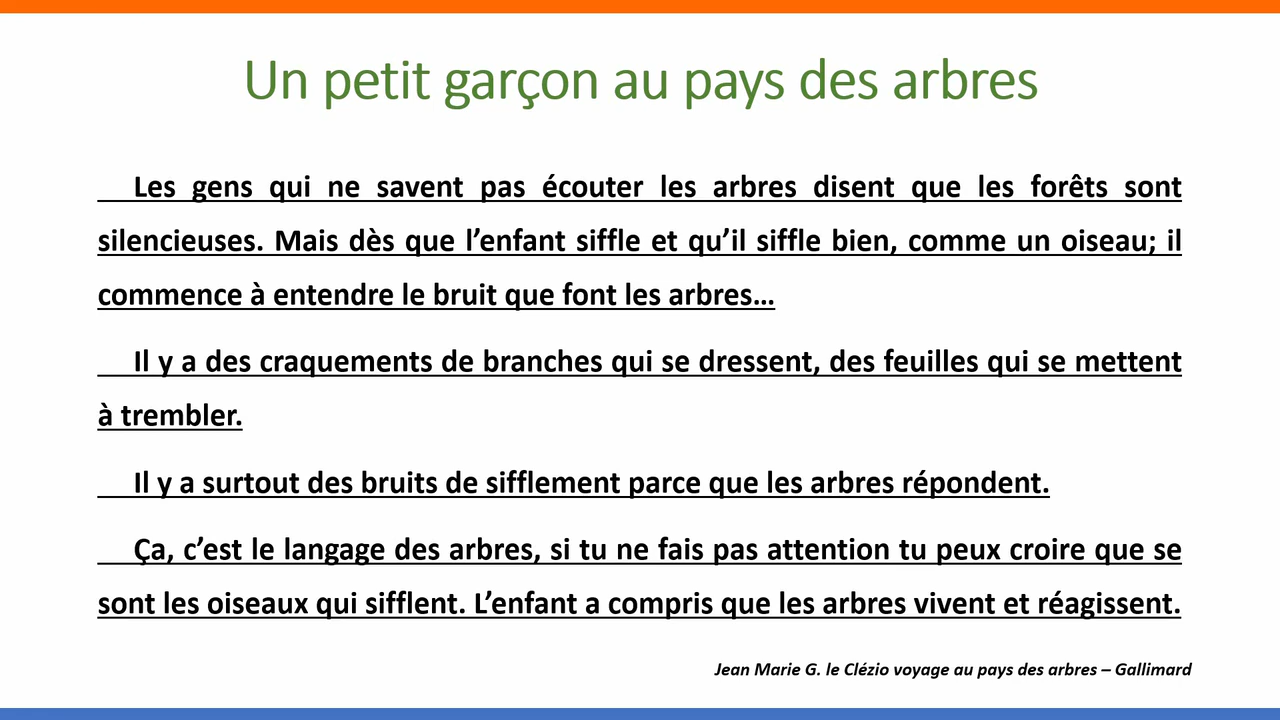 Un petit garçon au pays des arbres
Les gens qui ne savent pas écouter les arbres disent que les forêts sont
silencieuses. Mais dès que l’enfant siffle et qu’il siffle bien, comme un oiseau; il
commence à entendre le bruit que font les arbres…
Il y a des craquements de branches qui se dressent, des feuilles qui se mettent
à trembler.
Il y a surtout des bruits de sifflement parce que les arbres répondent.
Ça, c’est le langage des arbres, si tu ne fais pas attention tu peux croire que se
sont les oiseaux qui sifflent. L’enfant a compris que les arbres vivent et réagissent.
Jean Marie G. le Clézio voyage au pays des arbres – Gallimard